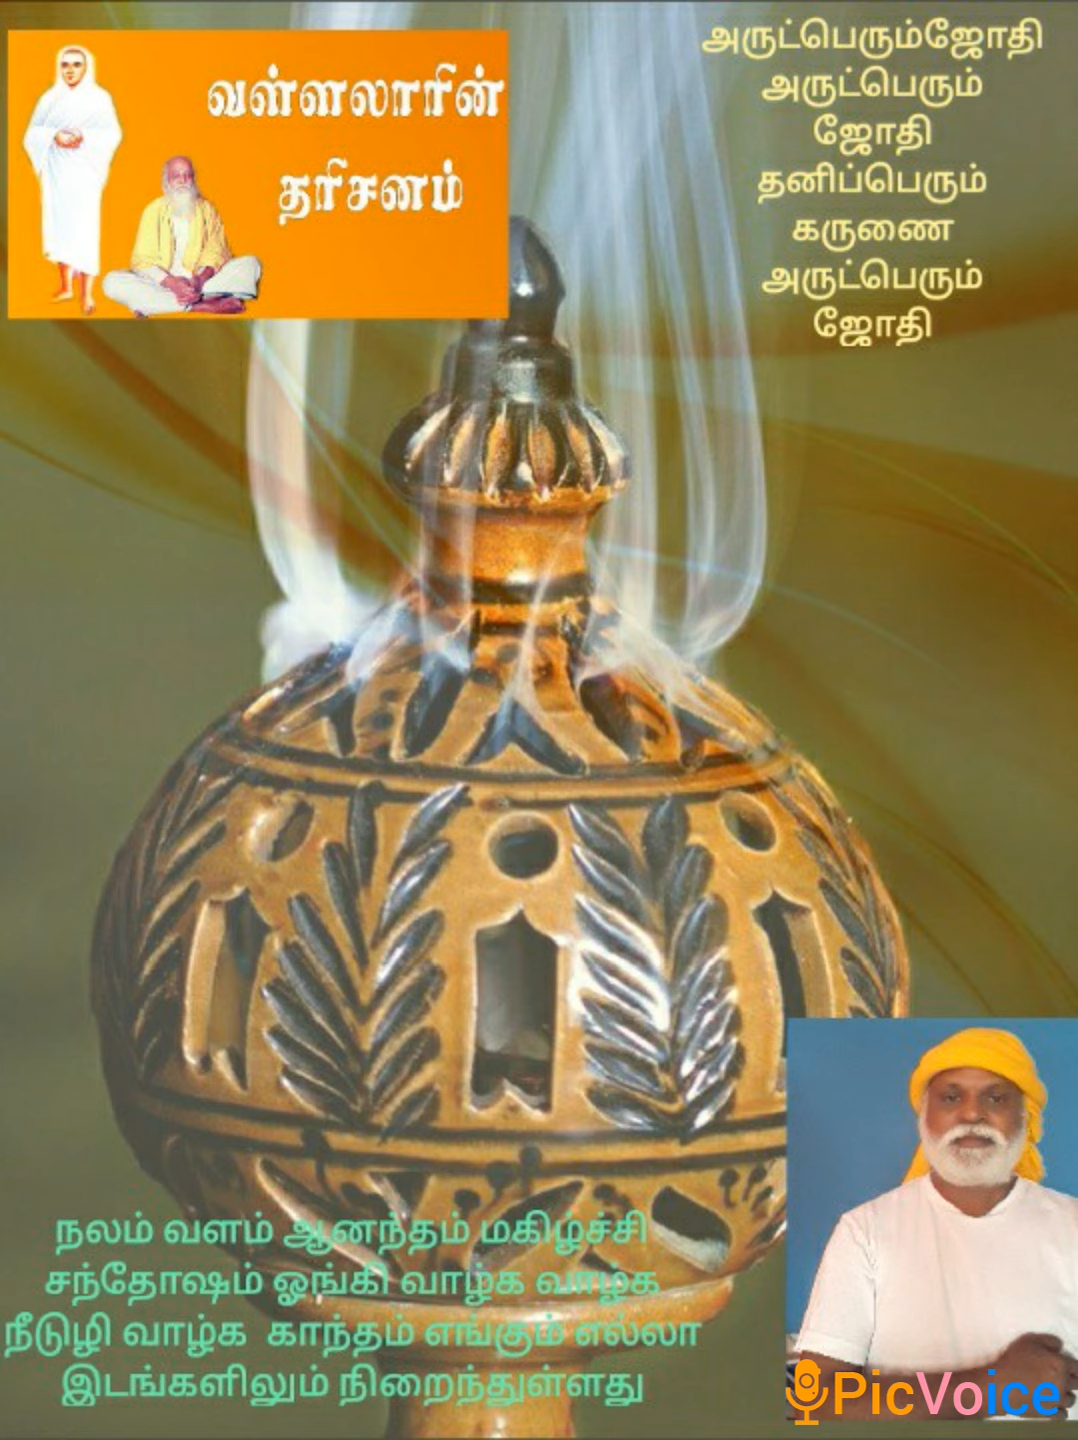 வள்ளலாரின்
தரிசனம்
அருட்பெரும்ஜோதி
அருட்பெரும்
ஜோதி
தனிப்பெரும்
கருணை
அருட்பெரும்
ஜோதி
நலம் வளம் ஆனந்தம் மகிழ்ச்சி
சந்தோஷம் ஓங்கி வாழ்க வாழ்க
நீடுழி வாழ்க காந்தம் எங்கும் எல்லா
இடங்களிலும் நிறைந்துள்ளது
PicVoice